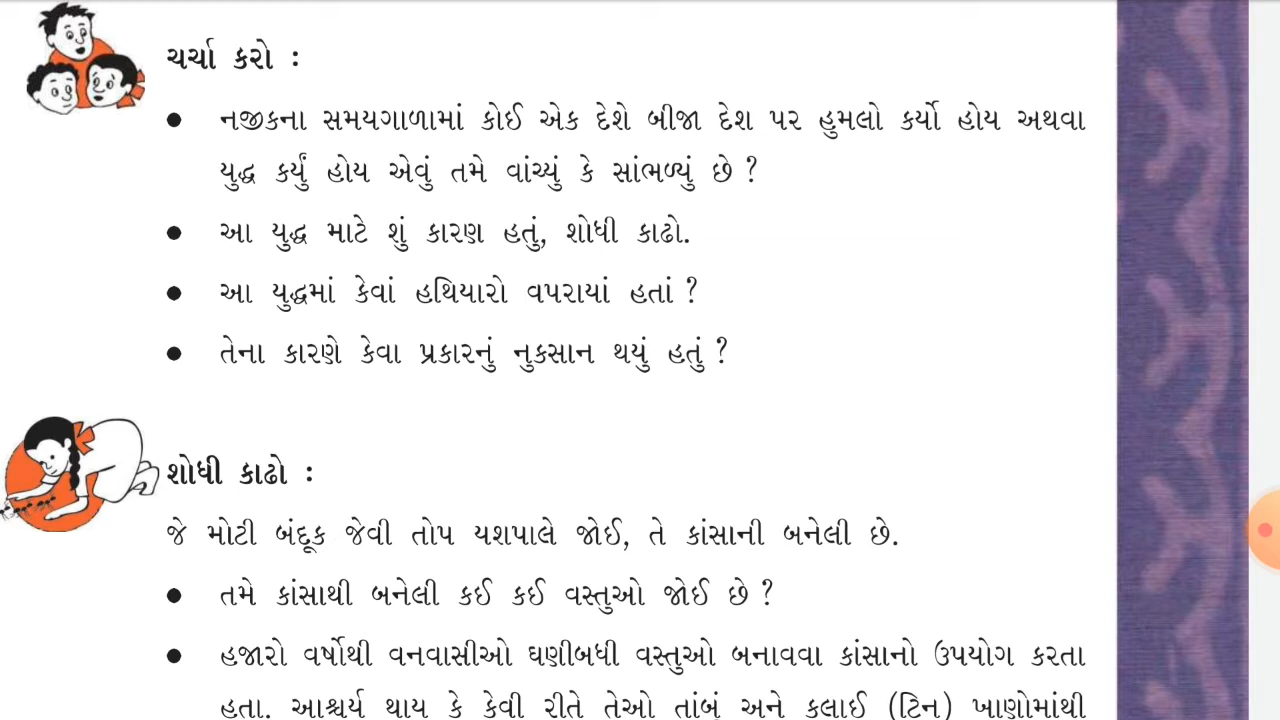 ચર્ચા કરો :
● નજીકના સમયગાળામાં કોઈ એક દેશે બીજા દેશ પર હુમલો કર્યો હોય અથવા
યુદ્ધ કર્યું હોય એવું તમે વાંચ્યું કે સાંભળ્યું છે ?
● આ યુદ્ધ માટે શું કારણ હતું, શોધી કાઢો.
● આ યુદ્ધમાં કેવાં હથિયારો વપરાયાં હતાં ?
● તેના કારણે કેવા પ્રકારનું નુકસાન થયું હતું ?
શોધી કાઢો :
જે મોટી બંદૂક જેવી તોપ યશપાલે જોઈ, તે કાંસાની બનેલી છે.
● તમે કાંસાથી બનેલી કઈ કઈ વસ્તુઓ જોઈ છે ?
● હજારો વર્ષોથી વનવાસીઓ ઘણીબધી વસ્તુઓ બનાવવા કાંસાનો ઉપયોગ કરતા
હતા. આશ્ચર્ય થાય કે કેવી રીતે તેઓ તાંબું અને કલાઈ (ટિન) ખાણોમાંથી